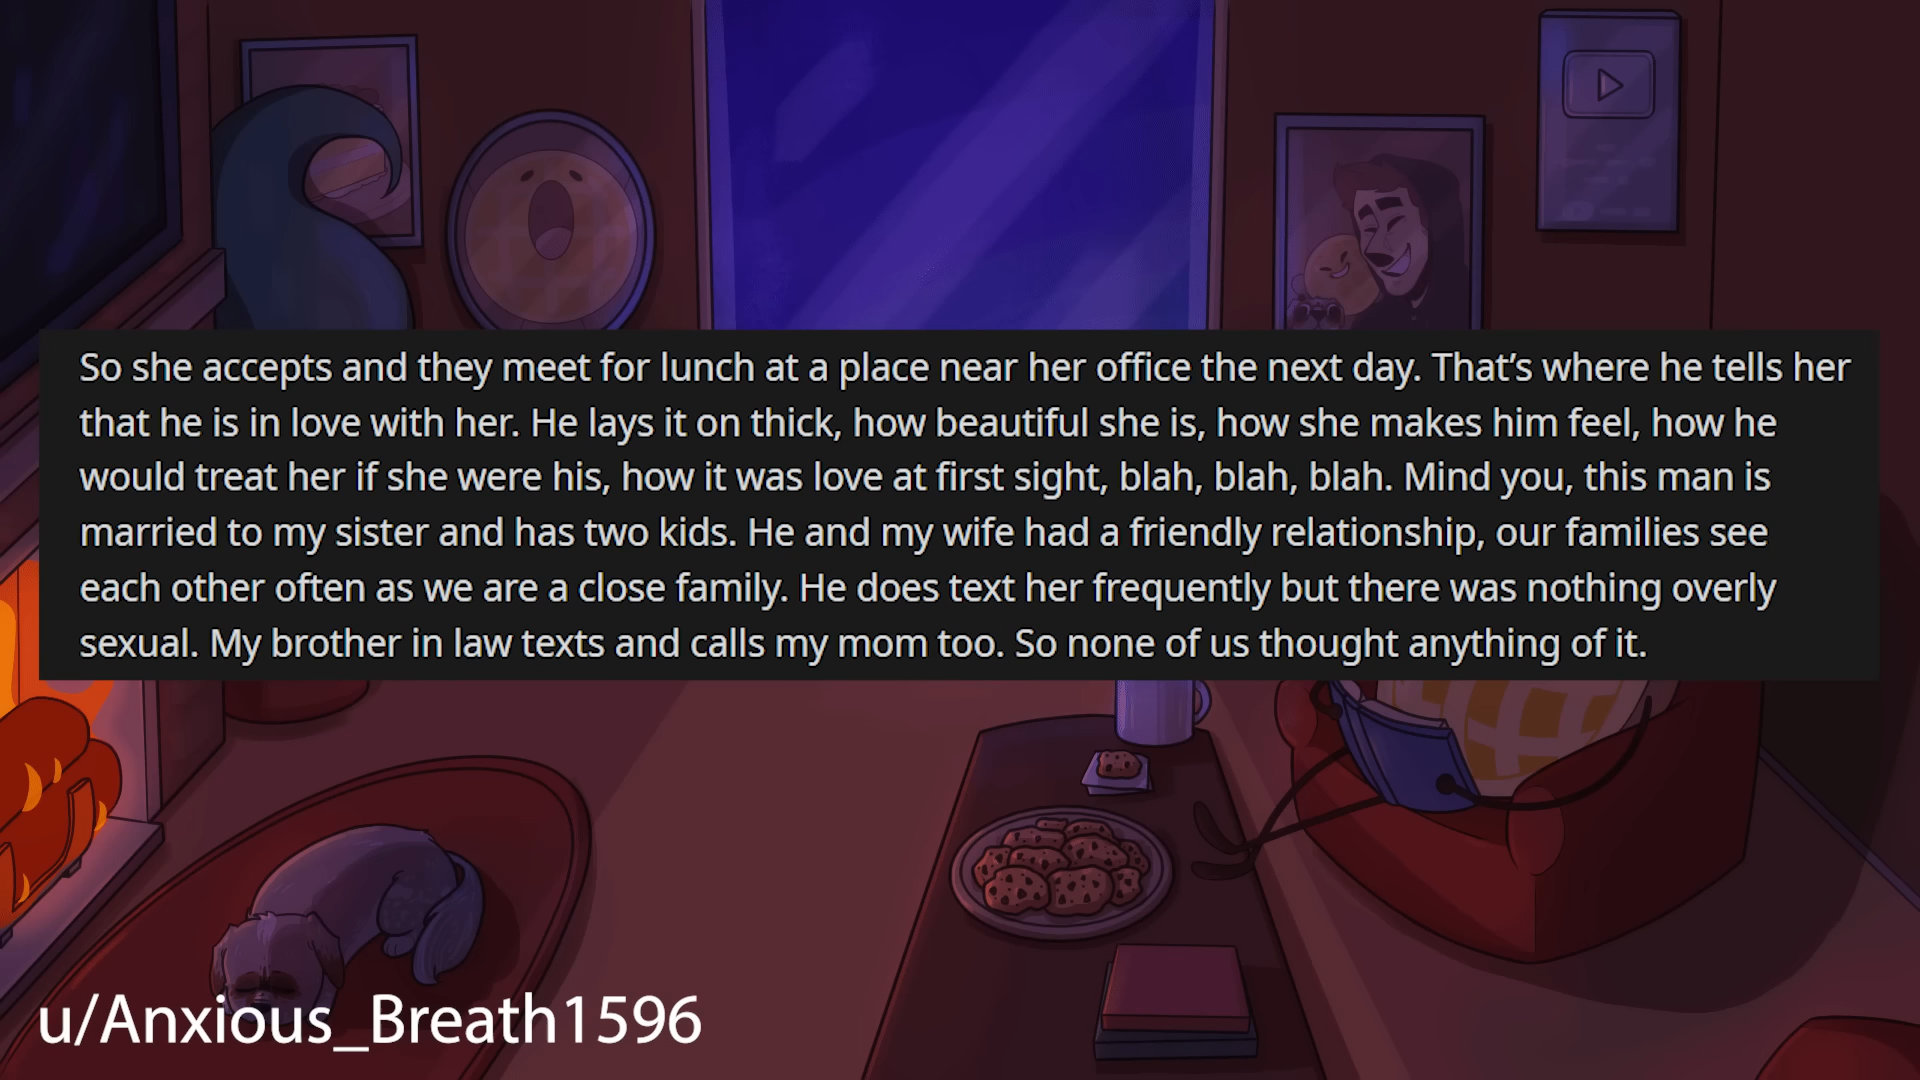 So she accepts and they meet for lunch at a place near her office the next day. That’s where he tells her
that he is in love with her. He lays it on thick, how beautiful she is, how she makes him feel, how he
would treat her if she were his, how it was love at first sight, blah, blah, blah. Mind you, this man is
married to my sister and has two kids. He and my wife had a friendly relationship, our families see
each other often as we are a close family. He does text her frequently but there was nothing overly
sexual. My brother in law texts and calls my mom too. So none of us thought anything of it.
u/Anxious_Breath1596